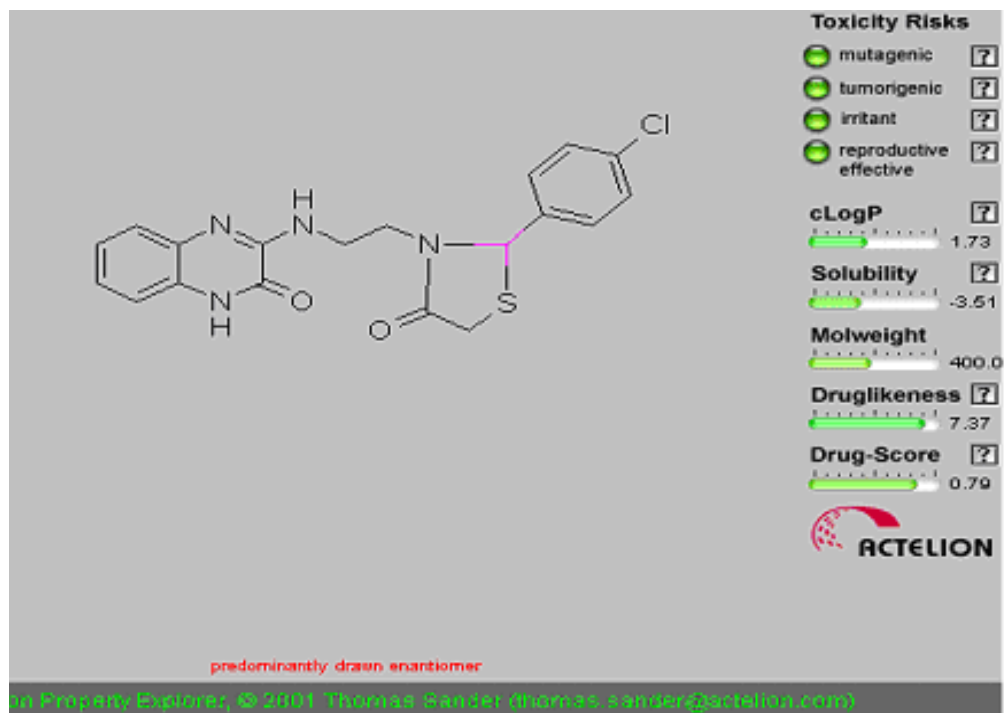 Toxicity Risks
mutagenic ?
tumorigenic ?
irritant ?
reproductive ?
effective
cLogP ?
1.73
Solubility ?
-3.51
Molweight
400.0
Druglikeness ?
7.37
Drug-Score ?
0.79
ACTELION
Cl
H
N
N
N
N
H
O
O
S
predominantly drawn enantiomer
on Property Explorer, © 2001 Thomas Sander (thomas.sander@actelion.com)